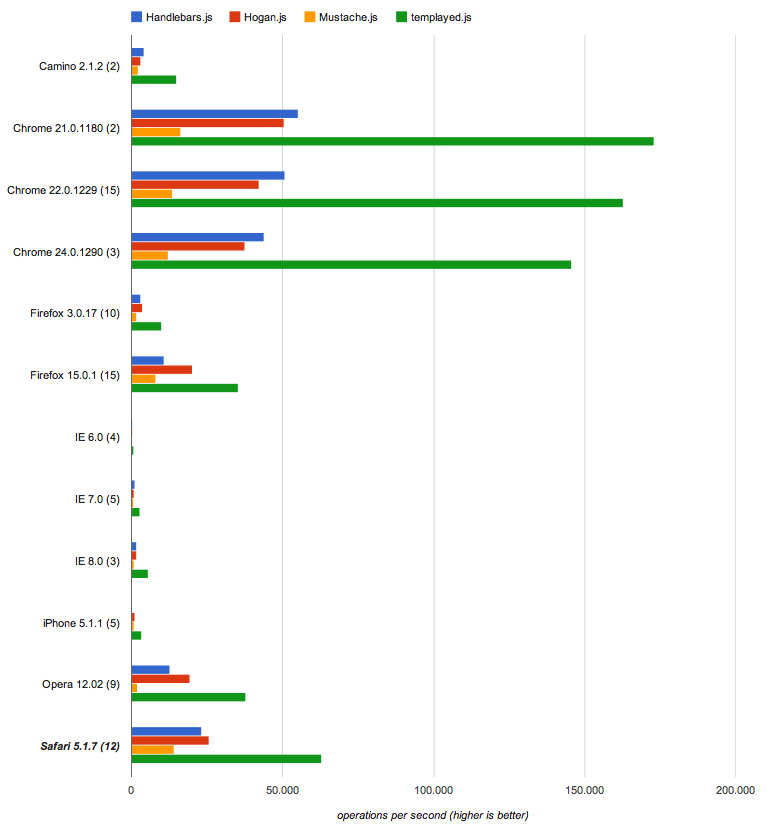 Handlebars.js Hogan.js Mustache.js templayed.js
Camino 2.1.2 (2)
Chrome 21.0.1180 (2)
Chrome 22.0.1229 (15)
Chrome 24.0.1290 (3)
Firefox 3.0.17 (10)
Firefox 15.0.1 (15)
IE 6.0 (4)
IE 7.0 (5)
IE 8.0 (3)
iPhone 5.1.1 (5)
Opera 12.02 (9)
Safari 5.1.7 (12)
0 50.000 100.000 150.000 200.000
operations per second (higher is better)